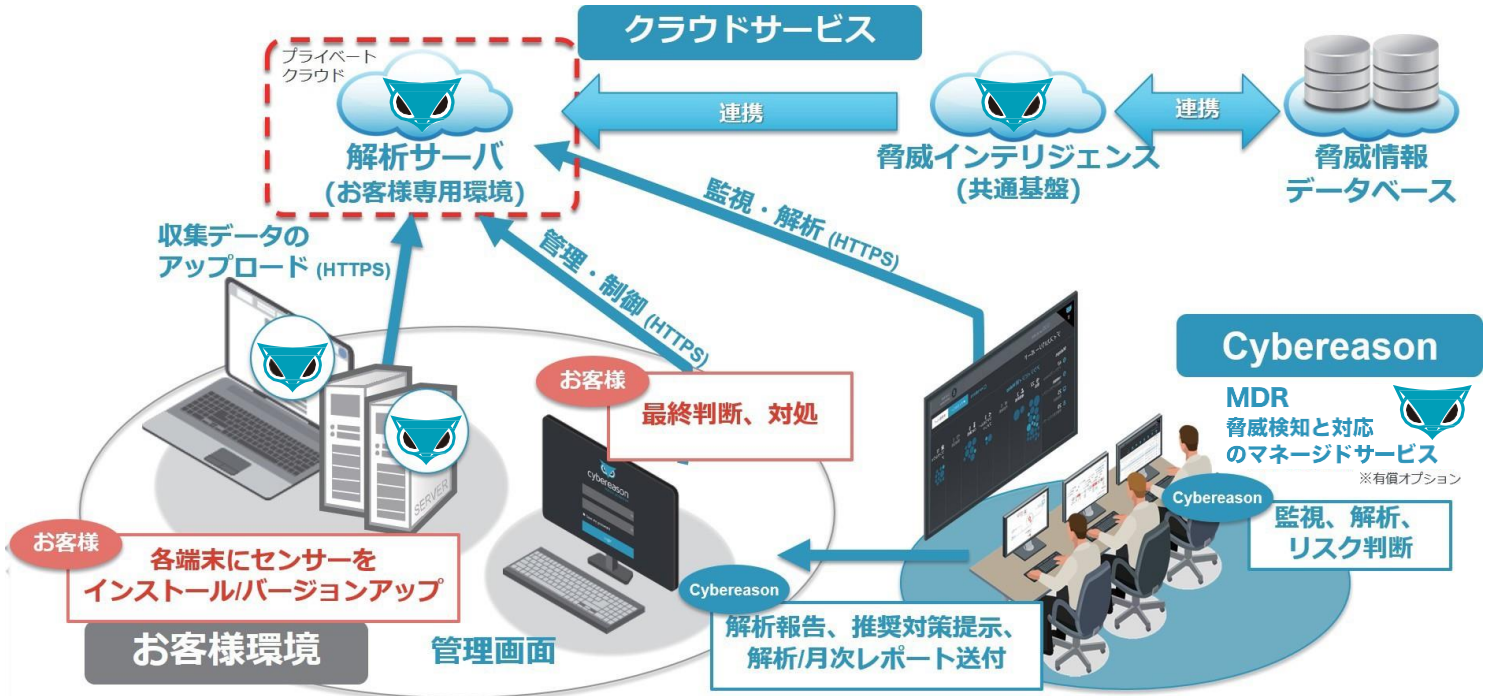 クラウドサービス
プライベート
クラウド
解析サーバ
(お客様専用環境)
連携
脅威インテリジェンス
(共通基盤)
連携
脅威情報
データベース
収集データの
アップロード (HTTPS)
管理・制御 (HTTPS)
監視・解析 (HTTPS)
お客様
最終判断、対処
SERVER
cybereason
お客様
各端末にセンサーを
インストール/バージョンアップ
お客様環境
管理画面
Cybereason
解析報告、推奨対策提示、
解析/月次レポート送付
Cybereason
MDR
脅威検知と対応
のマネージドサービス
※有償オプション
Cybereason
監視、解析、
リスク判断